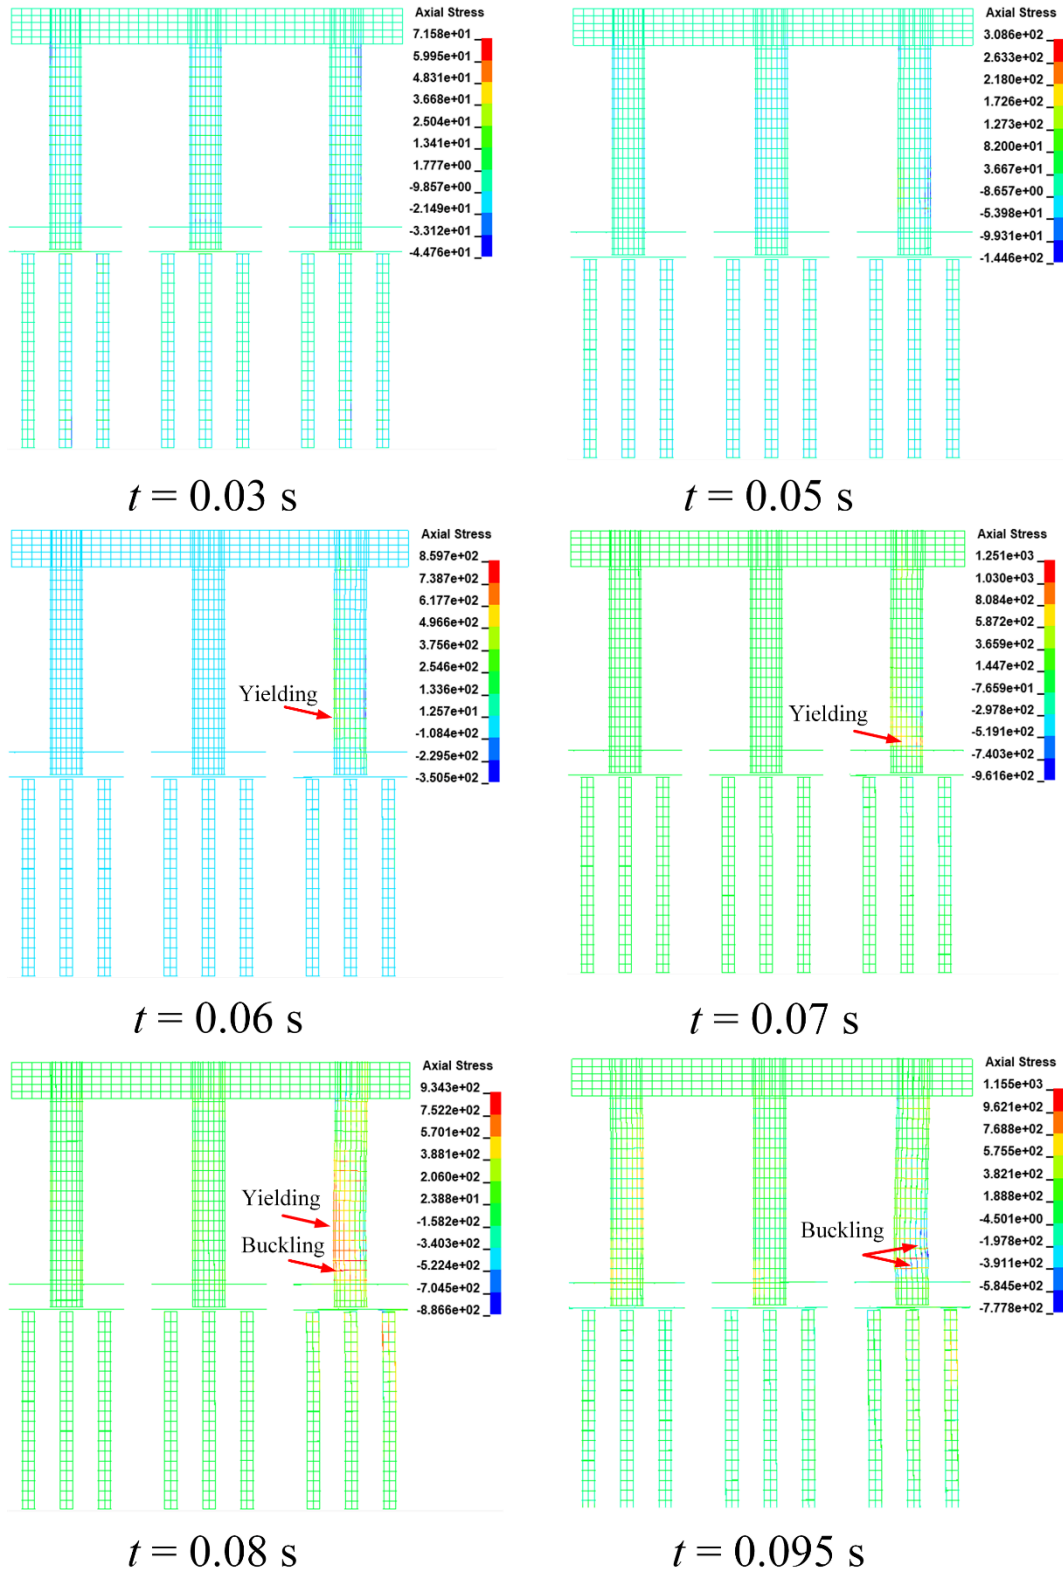 Axial Stress
7.158e+01
5.995e+01
4.831e+01
3.668e+01
2.504e+01
1.341e+01
1.777e+00
-9.857e+00
-2.149e+01
-3.312e+01
-4.476e+01
t = 0.03 s
Axial Stress
3.086e+02
2.633e+02
2.180e+02
1.726e+02
1.273e+02
8.200e+01
3.667e+01
-8.657e+00
-5.398e+01
-9.931e+01
-1.446e+02
t = 0.05 s
Axial Stress
8.597e+02
7.387e+02
6.177e+02
4.966e+02
3.756e+02
2.546e+02
1.336e+02
1.257e+01
-1.084e+02
-2.295e+02
-3.505e+02
Yielding
t = 0.06 s
Axial Stress
1.251e+03
1.030e+03
8.084e+02
5.872e+02
3.659e+02
1.447e+02
-7.659e+01
-2.978e+02
-5.191e+02
-7.403e+02
-9.616e+02
Yielding
t = 0.07 s
Axial Stress
9.343e+02
7.522e+02
5.701e+02
3.881e+02
2.060e+02
2.388e+01
-1.582e+02
-3.403e+02
-5.224e+02
-7.045e+02
-8.866e+02
Yielding
Buckling
t = 0.08 s
Axial Stress
1.155e+03
9.621e+02
7.688e+02
5.755e+02
3.821e+02
1.888e+02
-4.501e+00
-1.978e+02
-3.911e+02
-5.845e+02
-7.778e+02
Buckling
t = 0.095 s